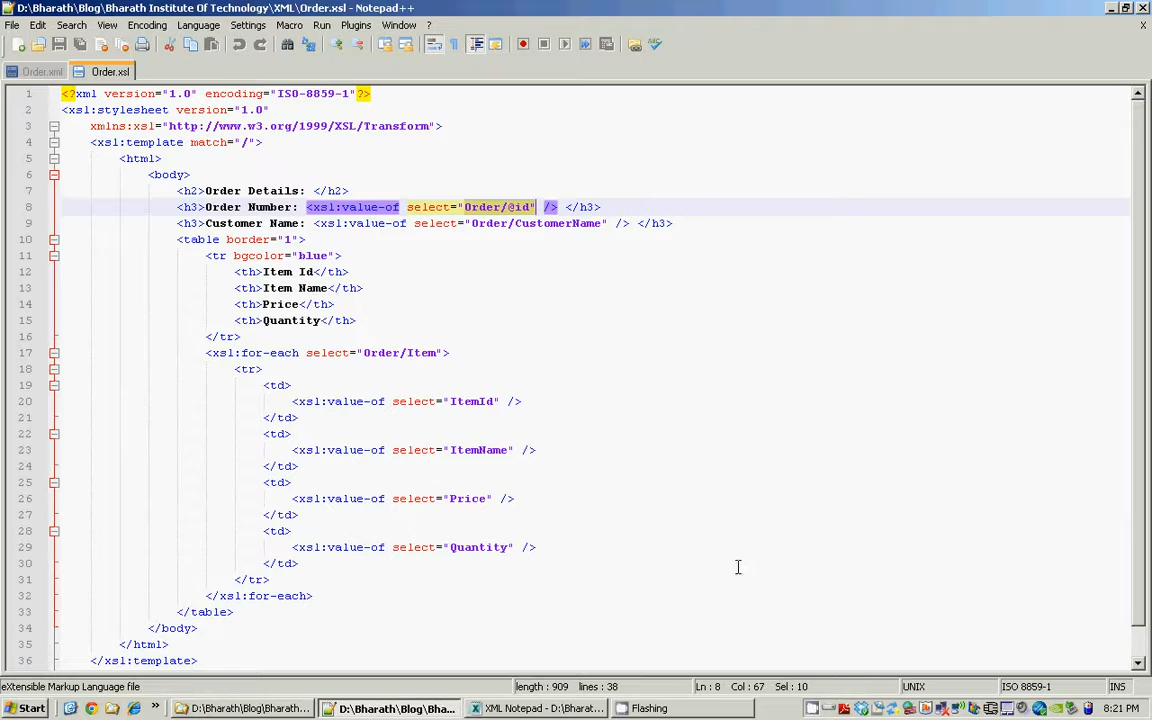 D:\Bharath\Blog\Bharath Institute Of Technology\XML\Order.xsl - Notepad++
File Edit Search View Encoding Language Settings Macro Run Plugins Window ?
X
Order.xml Order.xsl
1 <?xml version="1.0" encoding="ISO-8859-1"?>
2 <xsl:stylesheet version="1.0"
3 xmlns:xsl="http://www.w3.org/1999/XSL/Transform">
4 <xsl:template match="/">
5 <html>
6 <body>
7 <h2>Order Details: </h2>
8 <h3>Order Number: <xsl:value-of select="Order/@id" /> </h3>
9 <h3>Customer Name: <xsl:value-of select="Order/CustomerName" /> </h3>
10 <table border="1">
11 <tr bgcolor="blue">
12 <th>Item Id</th>
13 <th>Item Name</th>
14 <th>Price</th>
15 <th>Quantity</th>
16 </tr>
17 <xsl:for-each select="Order/Item">
18 <tr>
19 <td>
20 <xsl:value-of select="ItemId" />
21 </td>
22 <td>
23 <xsl:value-of select="ItemName" />
24 </td>
25 <td>
26 <xsl:value-of select="Price" />
27 </td>
28 <td>
29 <xsl:value-of select="Quantity" />
30 </td>
31 </tr>
32 </xsl:for-each>
33 </table>
34 </body>
35 </html>
36 </xsl:template>
eXtensible Markup Language file length : 909 lines : 38 Ln : 8 Col : 67 Sel : 10 UNIX ISO 8859-1 INS
Start » D:\Bharath\Blog\Bharath... D:\Bharath\Blog\Bha... XML Notepad - D:\Bharat... Flashing 8:21 PM